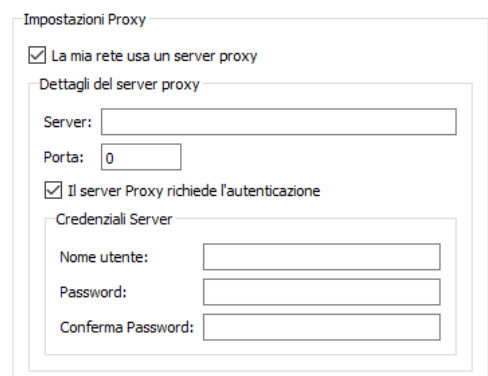 Impostazioni Proxy
La mia rete usa un server proxy
Dettagli del server proxy
Server:
Porta: 0
Il server Proxy richiede l'autenticazione
Credenziali Server
Nome utente:
Password:
Conferma Password: